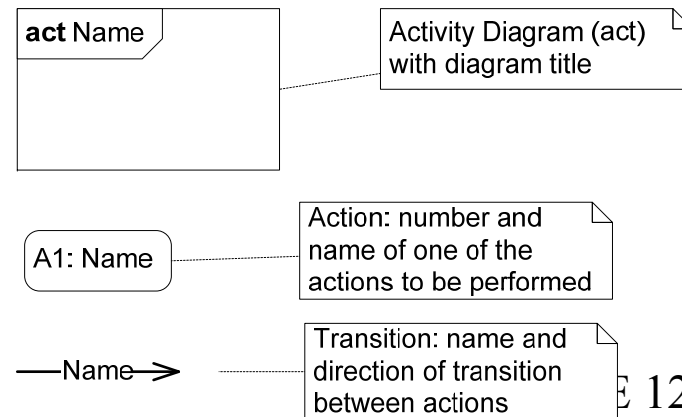 act Name
Activity Diagram (act)
with diagram title
A1: Name
Action: number and
name of one of the
actions to be performed
Name
Transition: name and
direction of transition
between actions
E 12